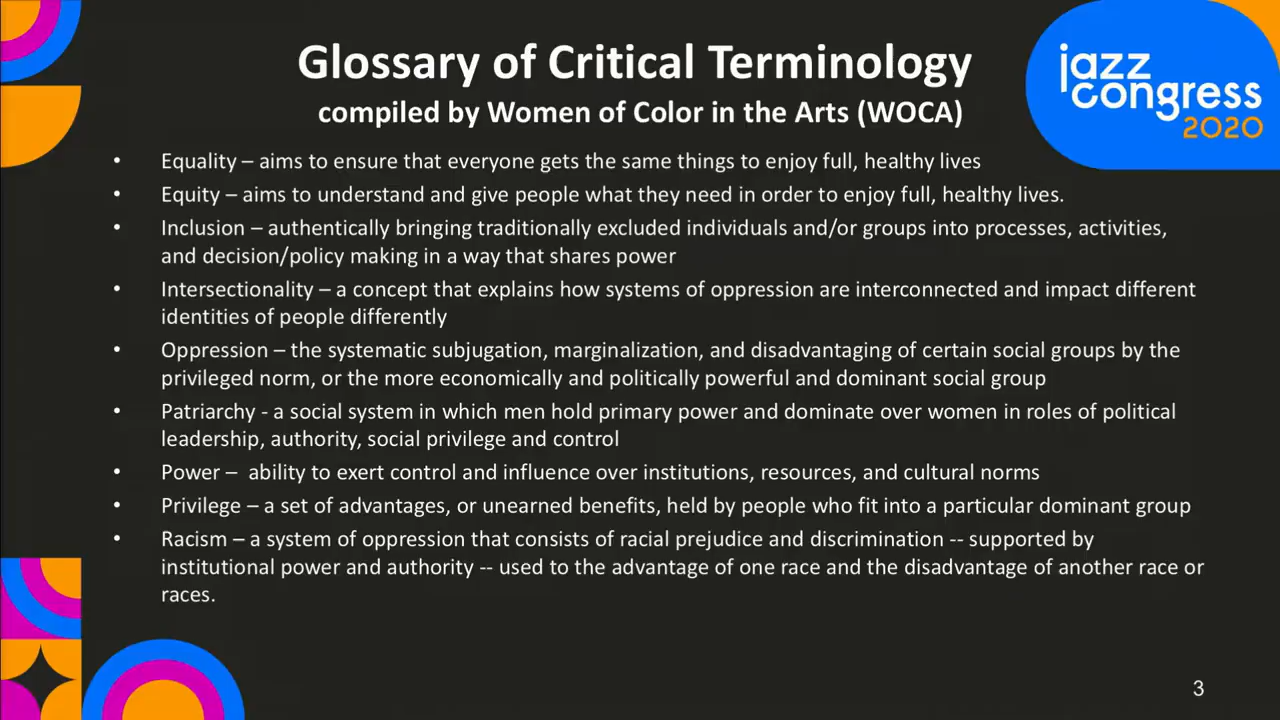 Glossary of Critical Terminology
compiled by Women of Color in the Arts (WOCA)
jazz
congress
2020
• Equality – aims to ensure that everyone gets the same things to enjoy full, healthy lives
• Equity – aims to understand and give people what they need in order to enjoy full, healthy lives.
• Inclusion – authentically bringing traditionally excluded individuals and/or groups into processes, activities,
and decision/policy making in a way that shares power
• Intersectionality – a concept that explains how systems of oppression are interconnected and impact different
identities of people differently
• Oppression – the systematic subjugation, marginalization, and disadvantaging of certain social groups by the
privileged norm, or the more economically and politically powerful and dominant social group
• Patriarchy - a social system in which men hold primary power and dominate over women in roles of political
leadership, authority, social privilege and control
• Power –  ability to exert control and influence over institutions, resources, and cultural norms
• Privilege – a set of advantages, or unearned benefits, held by people who fit into a particular dominant group
• Racism – a system of oppression that consists of racial prejudice and discrimination -- supported by
institutional power and authority -- used to the advantage of one race and the disadvantage of another race or
races.
3